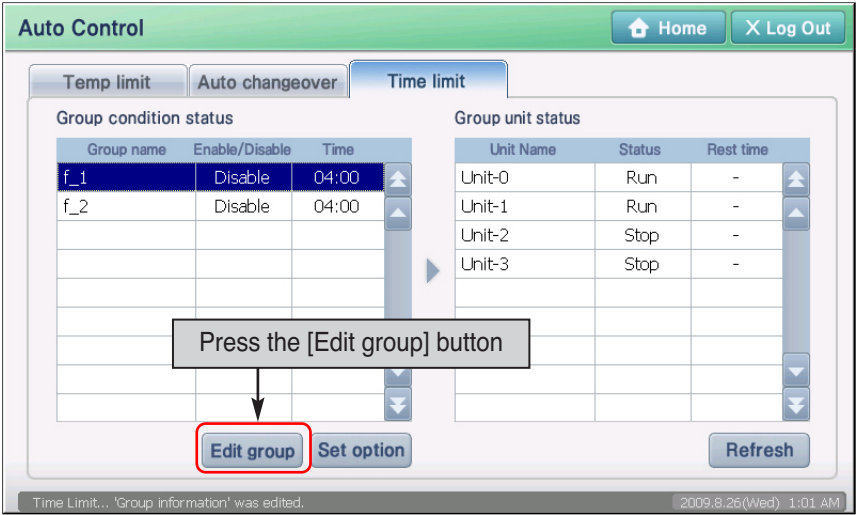 Auto Control
Home
X Log Out
Temp limit
Auto changeover
Time limit
Group condition status
Group name Enable/Disable Time
f_1 Disable 04:00
f_2 Disable 04:00
Group unit status
Unit Name Status Rest time
Unit-0 Run -
Unit-1 Run -
Unit-2 Stop -
Unit-3 Stop -
Press the [Edit group] button
Edit group
Set option
Refresh
Time Limit... 'Group information' was edited.
2009.8.26(Wed) 1:01 AM